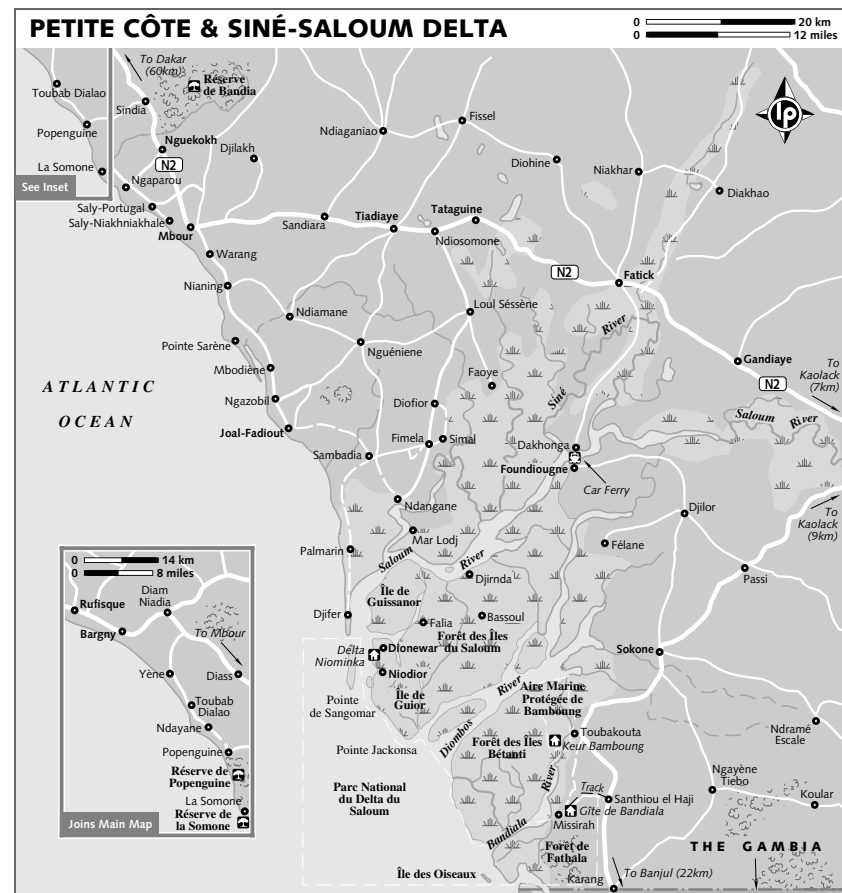 PETITE CÔTE & SINÉ-SALOUM DELTA
0 20 km
0 12 miles
To Dakar
(60km)
Réserve
de Bandia
Toubab Dialao
Sindia
Popenguine
Nguekokh
Djilakh
N2
La Somone
Ngaparou
See Inset
Saly-Portugal
Saly-Niakhniakhale
Mbour
Ndiaganiao
Fissel
Diohine
Niakhar
Diakhao
lp
Sandiara
Tiadiaye
Tataguine
Ndiosomone
Warang
Nianing
N2
Fatick
Ndiamane
Loul Séssène
River
Pointe Sarène
Nguéniene
Mbodiène
Faoye
Siné
Gandiaye
To
Kaolack
(7km)
N2
ATLANTIC
OCEAN
Ngazobil
Diofior
Saloum
River
Joal-Fadiout
Fimela
Simal
Dakhonga
Sambadia
Foundiougne
Car Ferry
Ndangane
Djilor
To
Kaolack
(9km)
Mar Lodj
Palmarin
Saloum
River
Félane
Djirnda
Passi
Île de
Guissanor
Djifer
Falia
Bassoul
Forêt des Îles
du Saloum
Delta
Niominka
Dionewar
Niodior
Sokone
Île de
Guior
Pointe
de Sangomar
River
Diombos
Aire Marine
Protégée de
Bamboung
Toubakouta
Keur Bamboung
Ndramé
Escale
Pointe Jackonsa
Forêt des Îles
Bétanti
River
Bandiala
Parc National
du Delta du
Saloum
Track
Santhiou el Haji
Gîte de Bandiala
Missirah
Ngayène
Tiebo
Koular
Forêt de
Fathala
THE GAMBIA
Île des Oiseaux
Karang
To Banjul (22km)
0 14 km
0 8 miles
Rufisque
Diam
Niadia
Bargny
To Mbour
Yène
Diass
Toubab
Dialao
Ndayane
Popenguine
Réserve de
Popenguine
La Somone
Réserve de
la Somone
Joins Main Map